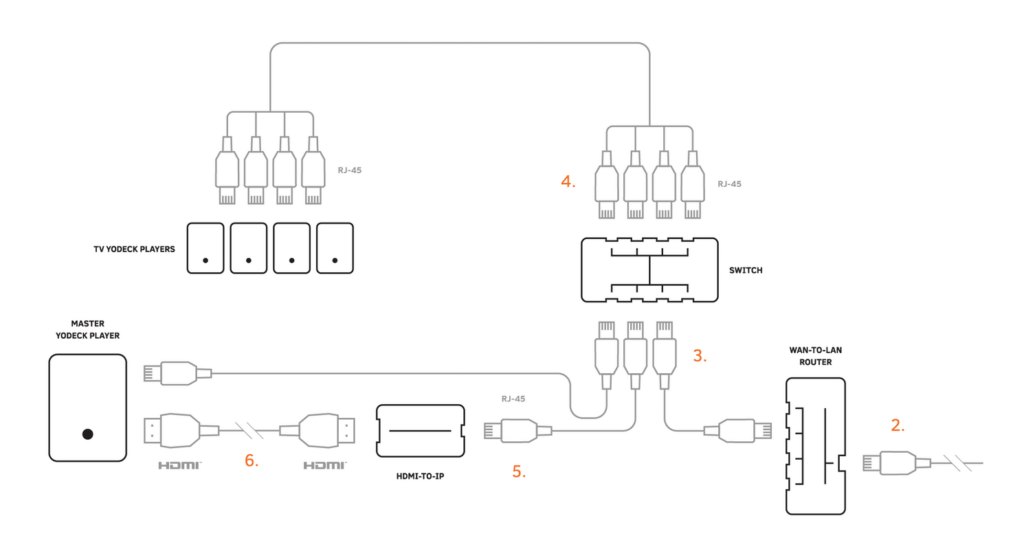 RJ-45
4.
RJ-45
TV YODECK PLAYERS
SWITCH
MASTER
YODECK PLAYER
3.
WAN-TO-LAN
ROUTER
RJ-45
2.
HDMI
6.
HDMI
HDMI-TO-IP
5.